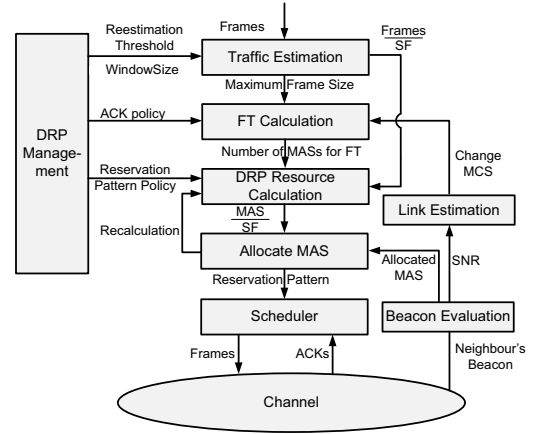 Reestimation
Threshold
WindowSize
Frames
Traffic Estimation
Frames
SF
Maximum Frame Size
ACK policy
FT Calculation
DRP
Manage-
ment
Number of MASs for FT
Reservation
Pattern Policy
DRP Resource
Calculation
Change
MCS
Link Estimation
MAS
SF
Recalculation
Allocate MAS
Allocated
MAS
SNR
Reservation Pattern
Scheduler
Beacon Evaluation
Frames
ACKs
Neighbour's
Beacon
Channel